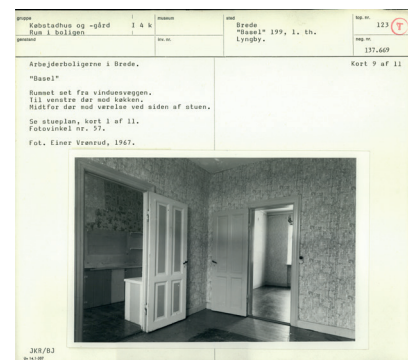 gruppe
Købstadhus og -gård I 4 k
Rum i boligen
museum
sted
Brede
"Basel" 199, 1. th.
Lyngby.
top. nr.
123 T
genstand
inv. nr.
neg. nr.
137.669
Arbejderboligerne i Brede.
Kort 9 af 11
"Basel"
Rummet set fra vinduesvæggen.
Til venstre dør mod køkken.
Midtfor dør mod værelse ved siden af stuen.
Se stueplan, kort 1 af 11.
Fotovinkel nr. 57.
Fot. Einer Vrønrud, 1967.
JKR/BJ